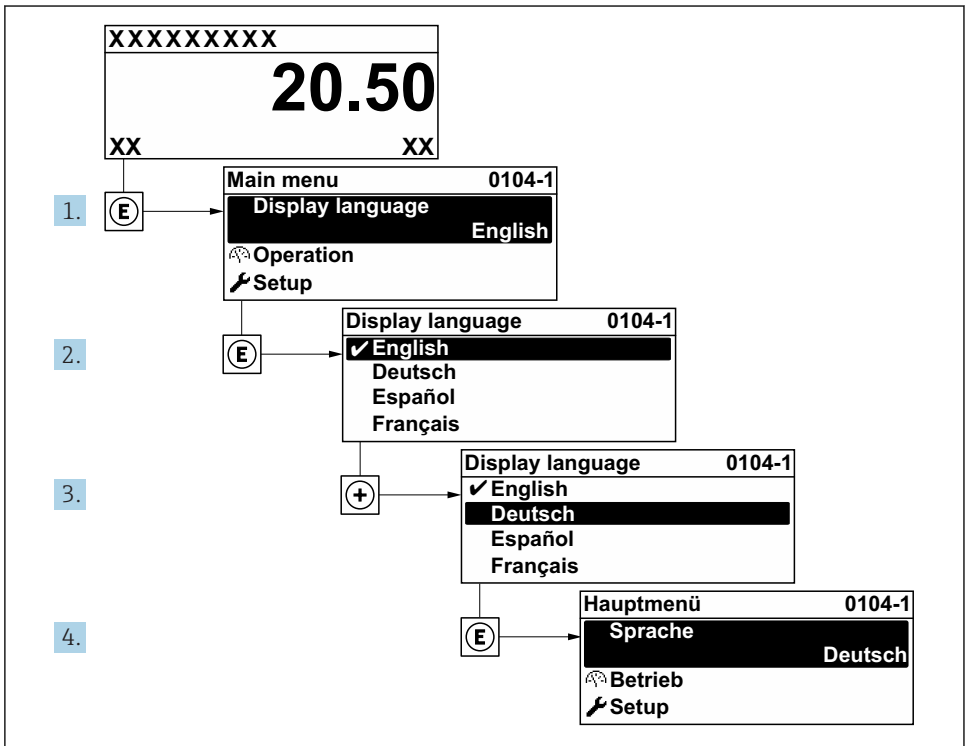 XXXXXXXXX
20.50
XX XX
Main menu 0104-1
1. E Display language
English
Operation
Setup
Display language 0104-1
2. E ✔ English
Deutsch
Español
Français
Display language 0104-1
3. + ✔ English
Deutsch
Español
Français
Hauptmenü 0104-1
4. E Sprache
Deutsch
Betrieb
Setup